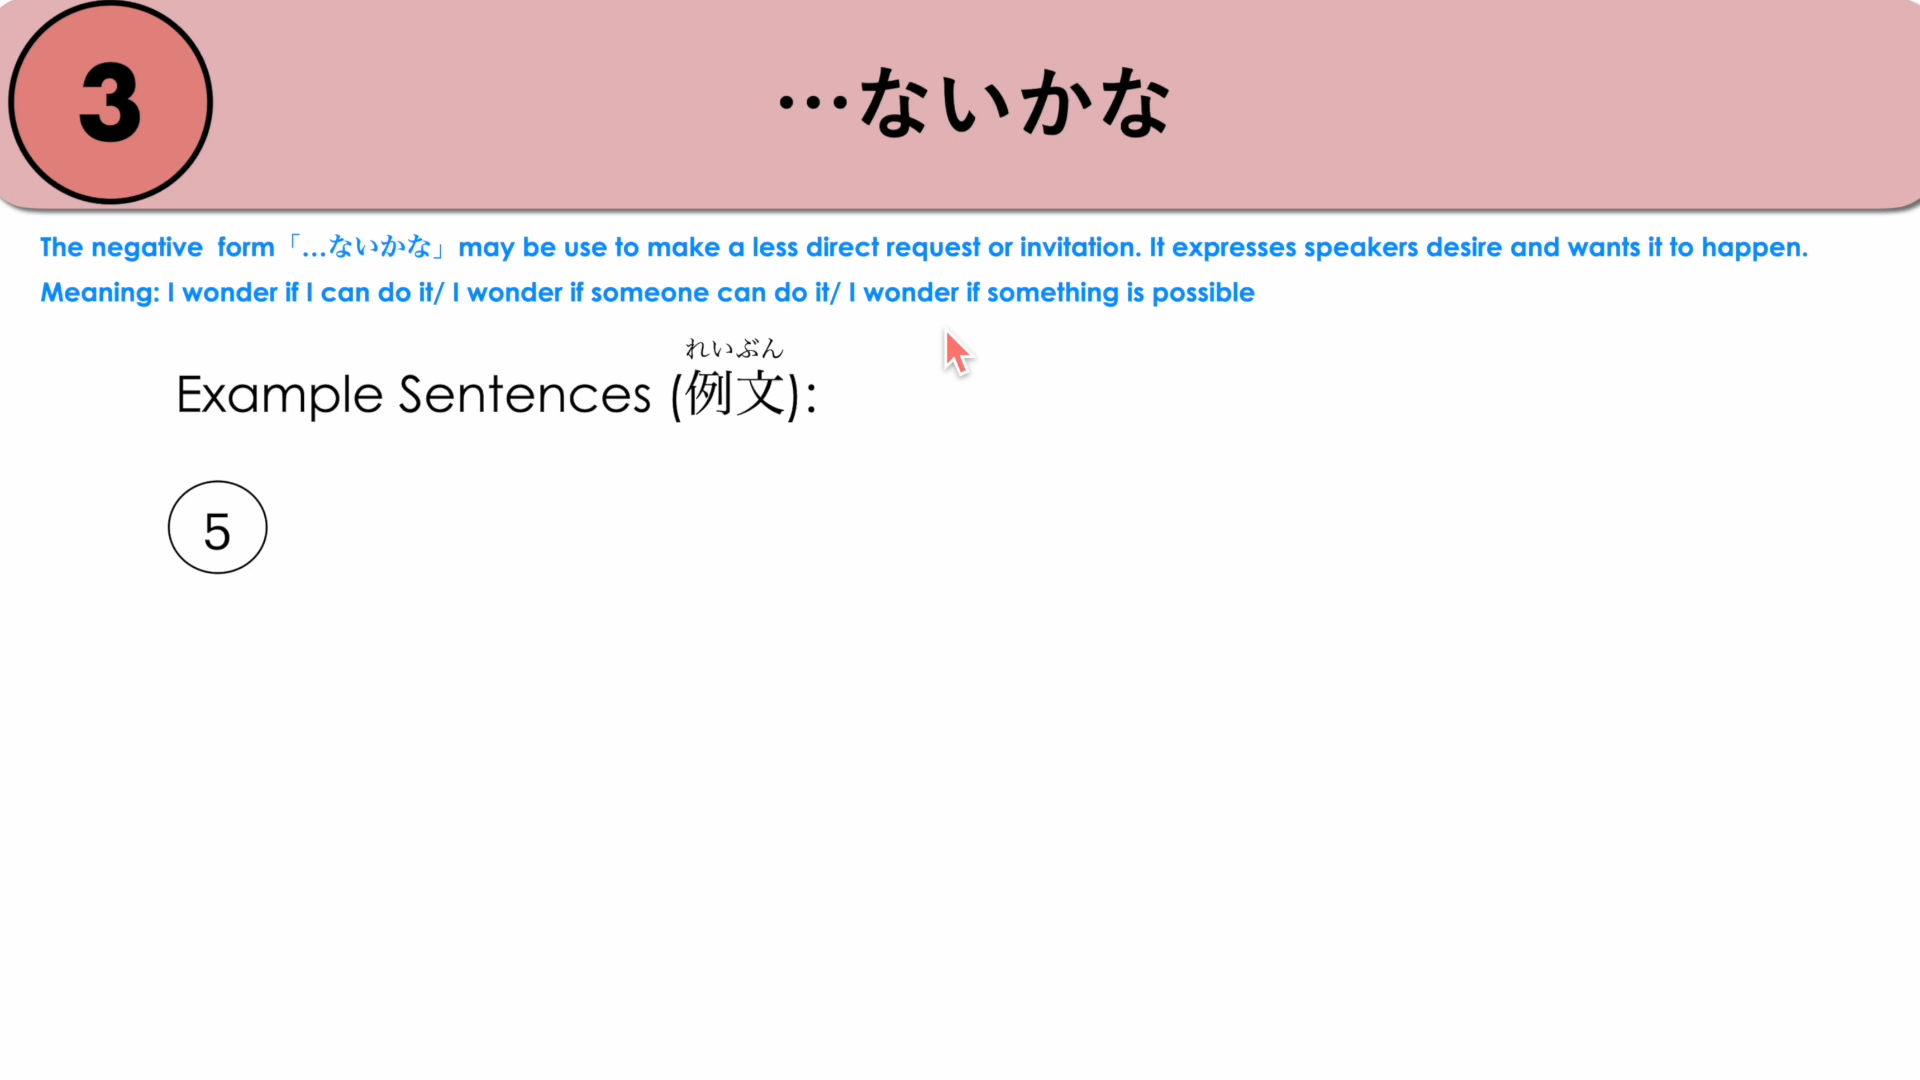 3
…ないかな
The negative form「…ないかな」may be use to make a less direct request or invitation. It expresses speakers desire and wants it to happen.
Meaning: I wonder if I can do it/ I wonder if someone can do it/ I wonder if something is possible
れいぶん
Example Sentences (例文):
5